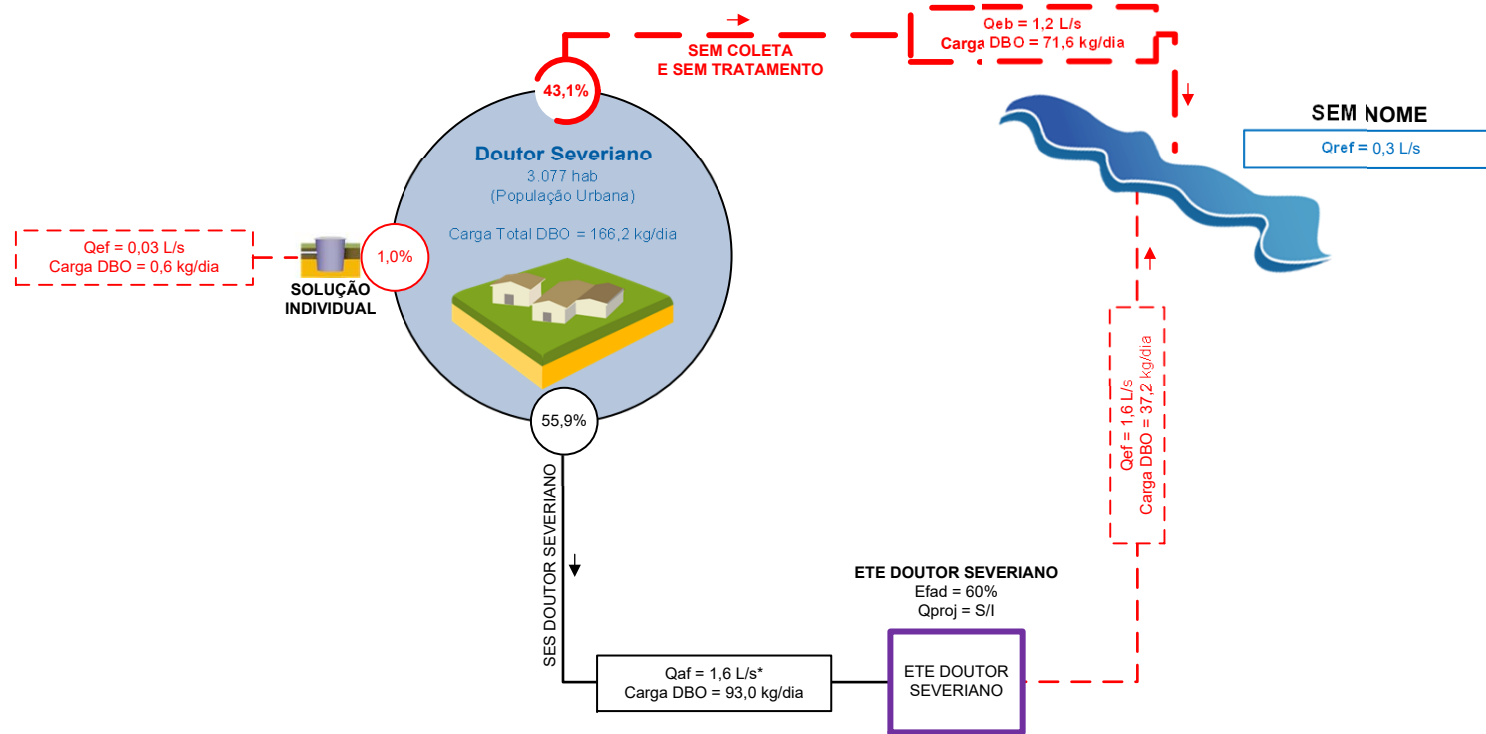 Qeb = 1,2 L/s
Carga DBO = 71,6 kg/dia
SEM COLETA
E SEM TRATAMENTO
43,1%
SEM NOME
Qref = 0,3 L/s
Doutor Severiano
3.077 hab
(População Urbana)
Carga Total DBO = 166,2 kg/dia
Qef = 0,03 L/s
Carga DBO = 0,6 kg/dia
1,0%
SOLUÇÃO
INDIVIDUAL
55,9%
SES DOUTOR SEVERIANO
Qef = 1,6 L/s
Carga DBO = 37,2 kg/dia
ETE DOUTOR SEVERIANO
Efad = 60%
Qproj = S/I
Qaf = 1,6 L/s*
Carga DBO = 93,0 kg/dia
ETE DOUTOR
SEVERIANO